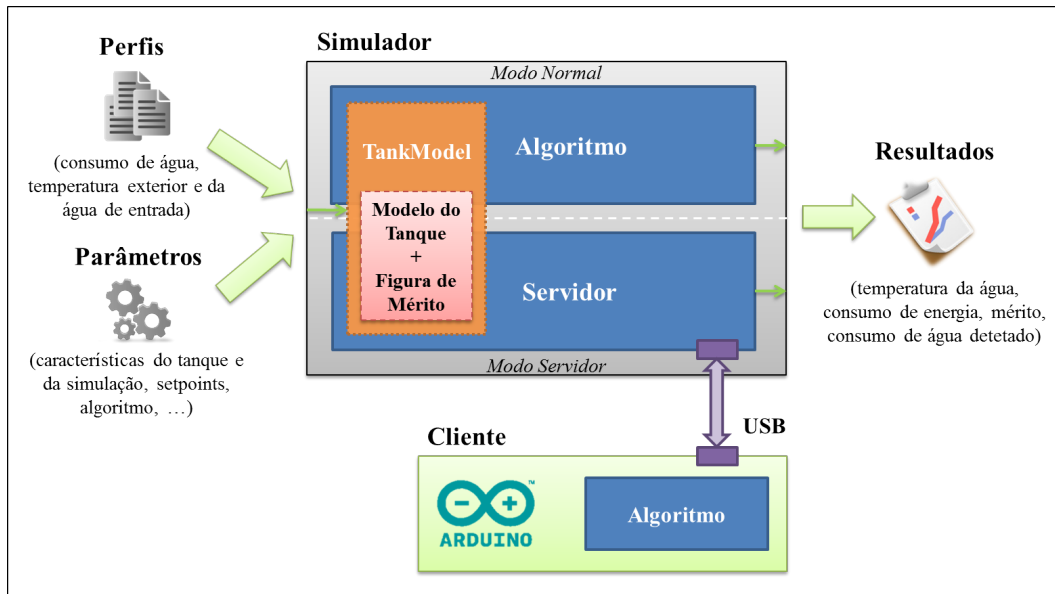 Perfis
(consumo de água,
temperatura exterior e da
água de entrada)
Parâmetros
(características do tanque e
da simulação, setpoints,
algoritmo, …)
Simulador
Modo Normal
TankModel
Algoritmo
Modelo do
Tanque
+
Figura de
Mérito
Servidor
Modo Servidor
USB
Cliente
TM
ARDUINO
Algoritmo
Resultados
(temperatura da água,
consumo de energia, mérito,
consumo de água detetado)